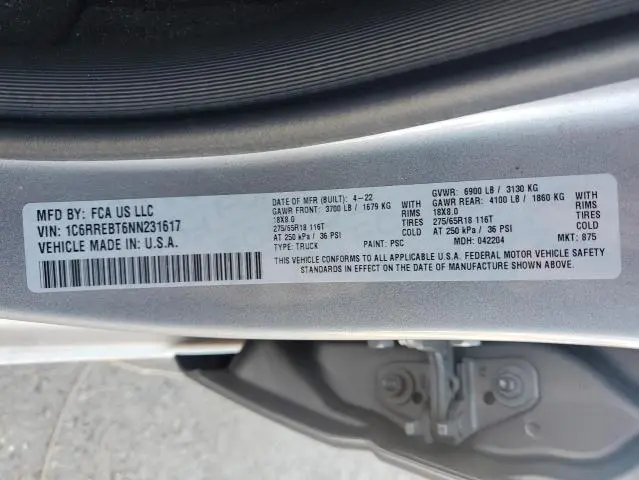 MFD BY: FCA US LLC
VIN: 1C6RREBT6NN231617
VEHICLE MADE IN U.S.A.
DATE OF MFR (BUILT): 4-22
GAWR FRONT: 3700 LB / 1679 KG WITH
18X8.0 RIMS
275/65R18 116T TIRES
AT 250 kPa / 36 PSI COLD
TYPE: TRUCK PAINT: PSC
GVWR: 6900 LB / 3130 KG
GAWR REAR: 4100 LB / 1860 KG WITH
18X8.0 RIMS
275/65R18 116T TIRES
AT 250 kPa / 36 PSI COLD
MDH: 042204 MKT: 875
THIS VEHICLE CONFORMS TO ALL APPLICABLE U.S.A. FEDERAL MOTOR VEHICLE SAFETY
STANDARDS IN EFFECT ON THE DATE OF MANUFACTURE SHOWN ABOVE.